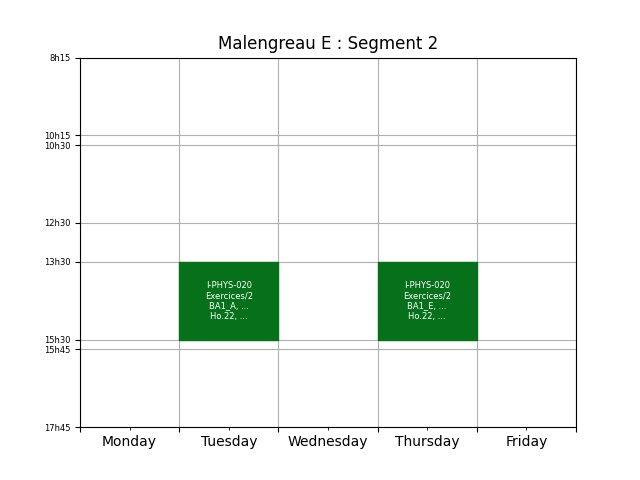 Malengreau E : Segment 2
8h15
10h15
10h30
12h30
13h30
I-PHYS-020
Exercices/2
BA1_A, ...
Ho.22, ...
I-PHYS-020
Exercices/2
BA1_E, ...
Ho.22, ...
15h30
15h45
17h45
Monday
Tuesday
Wednesday
Thursday
Friday